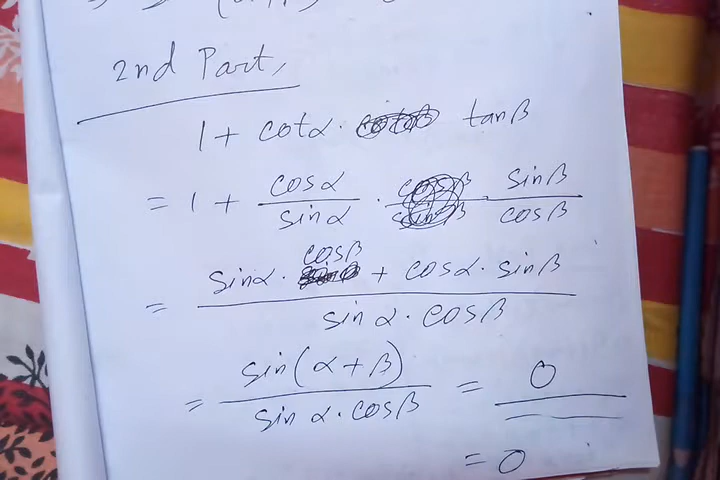 2nd Part,
1 + cotα · tanβ
= 1 + cosα/sinα · sinβ/cosβ
= (sinα · cosβ + cosα · sinβ)/(sinα · cosβ)
= sin(α+β)/(sinα · cosβ) = 0/
= 0